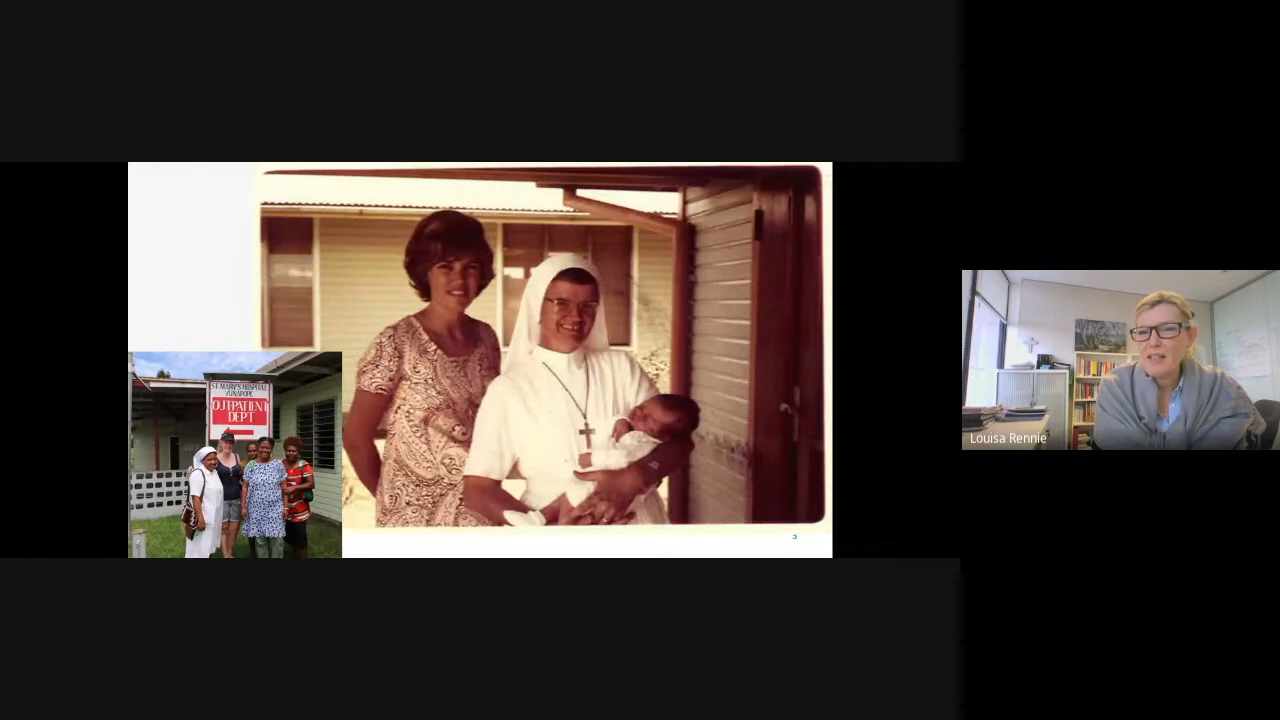 ST MARY'S HOSPITAL
VUNAPOPE
OUTPATIENT
DEPT
Louisa Rennie